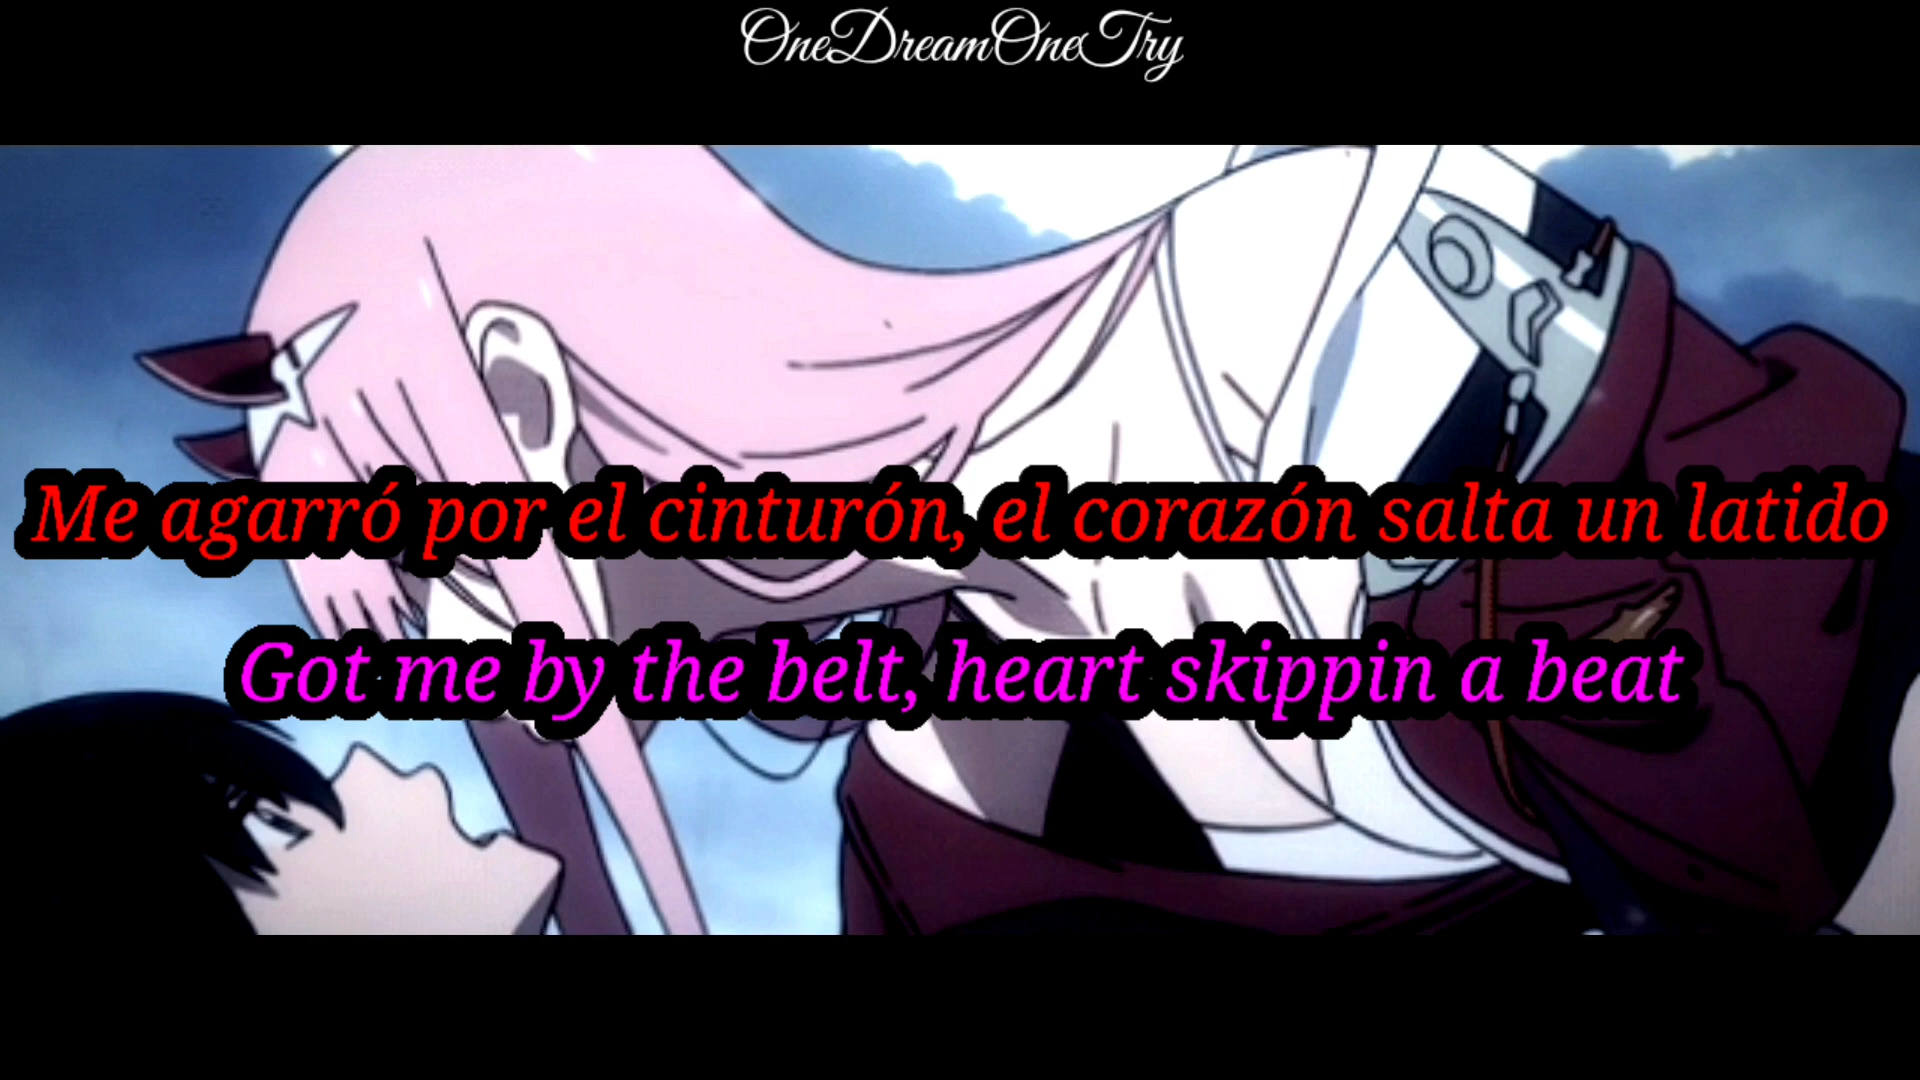 OneDreamOneTry
Me agarró por el cinturón, el corazón salta un latido
Got me by the belt, heart skippin a beat